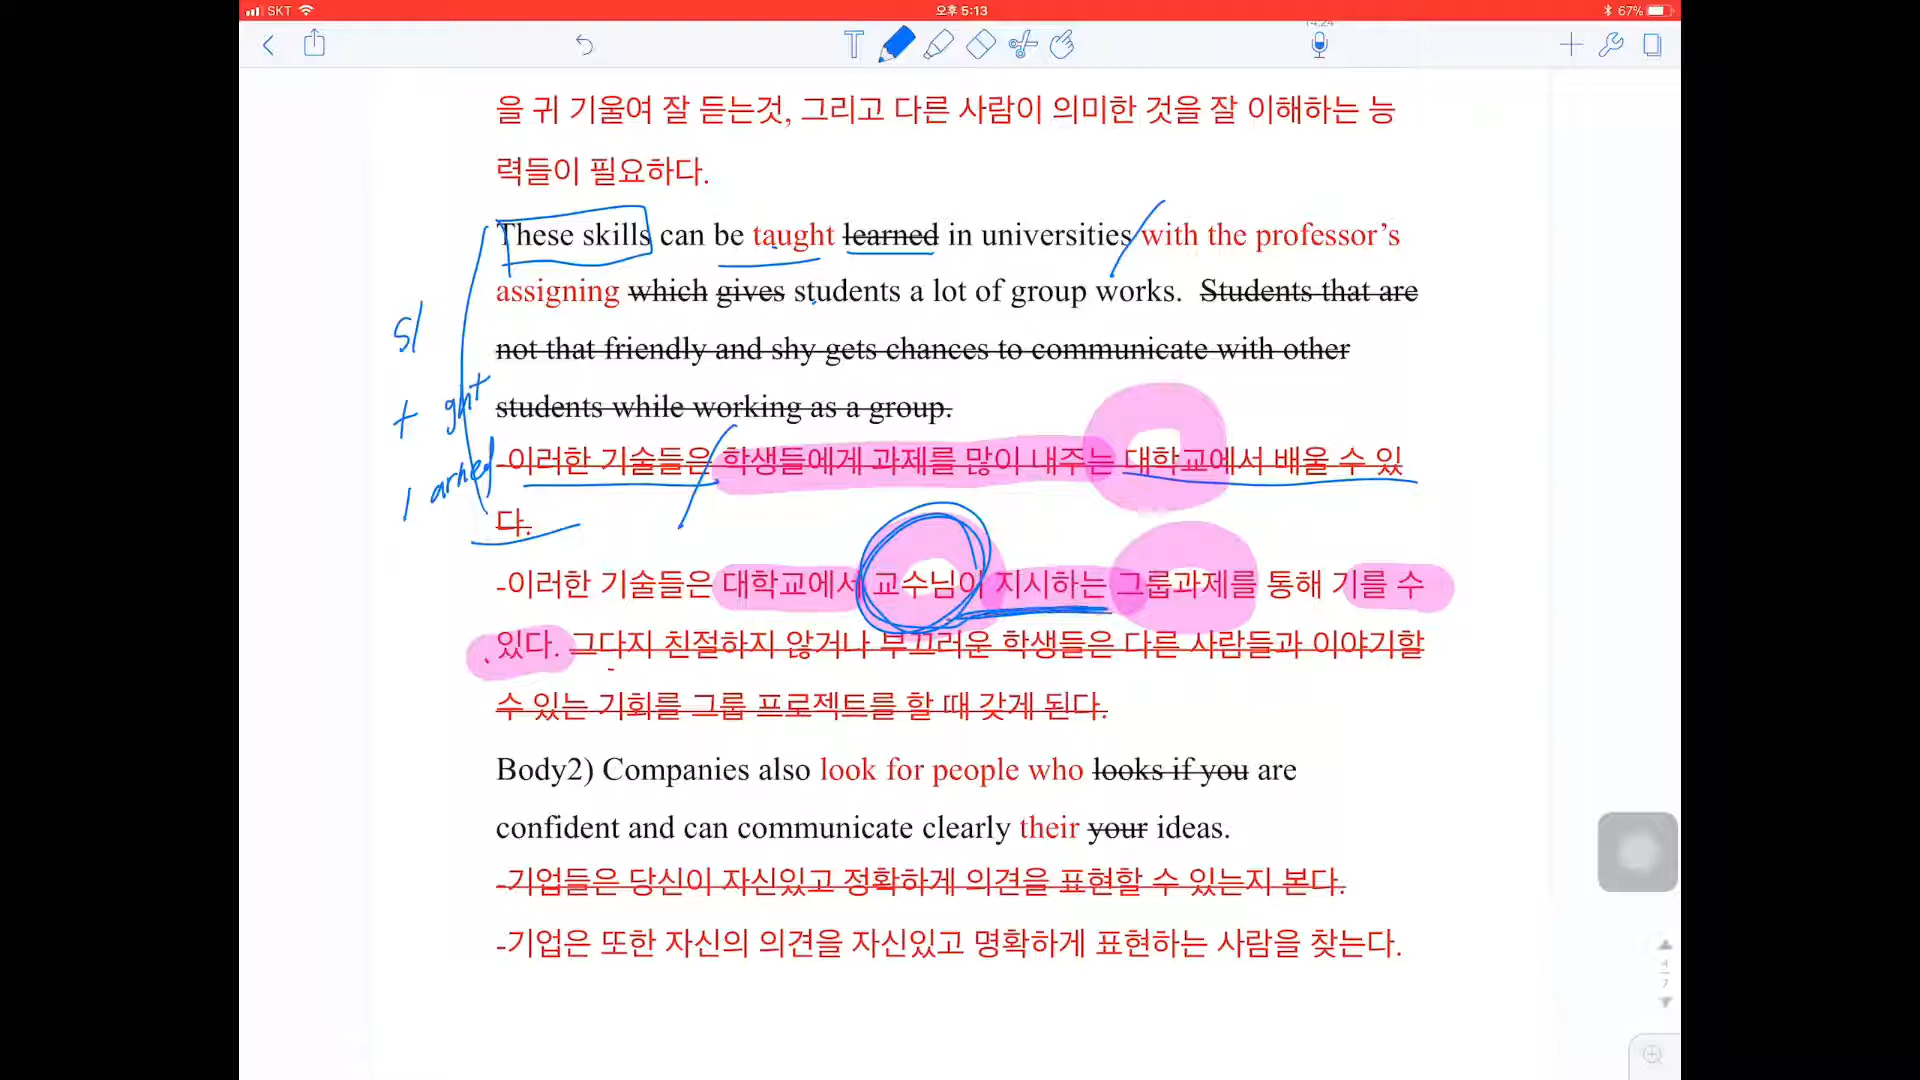 SKT 오후 5:13 67%
14:24
T
을 귀 기울여 잘 듣는것, 그리고 다른 사람이 의미한 것을 잘 이해하는 능
력들이 필요하다.
These skills can be taught learned in universities with the professor’s
assigning which gives students a lot of group works. Students that are
not that friendly and shy gets chances to communicate with other
students while working as a group.
s/
t ght
l arned
-이러한 기술들은 학생들에게 과제를 많이 내주는 대학교에서 배울 수 있
다.
-이러한 기술들은 대학교에서 교수님이 지시하는 그룹과제를 통해 기를 수
있다. 그다지 친절하지 않거나 부끄러운 학생들은 다른 사람들과 이야기할
수 있는 기회를 그룹 프로젝트를 할 때 갖게 된다.
Body2) Companies also look for people who looks if you are
confident and can communicate clearly their your ideas.
-기업들은 당신이 자신있고 정확하게 의견을 표현할 수 있는지 본다.
-기업은 또한 자신의 의견을 자신있고 명확하게 표현하는 사람을 찾는다.
4
7